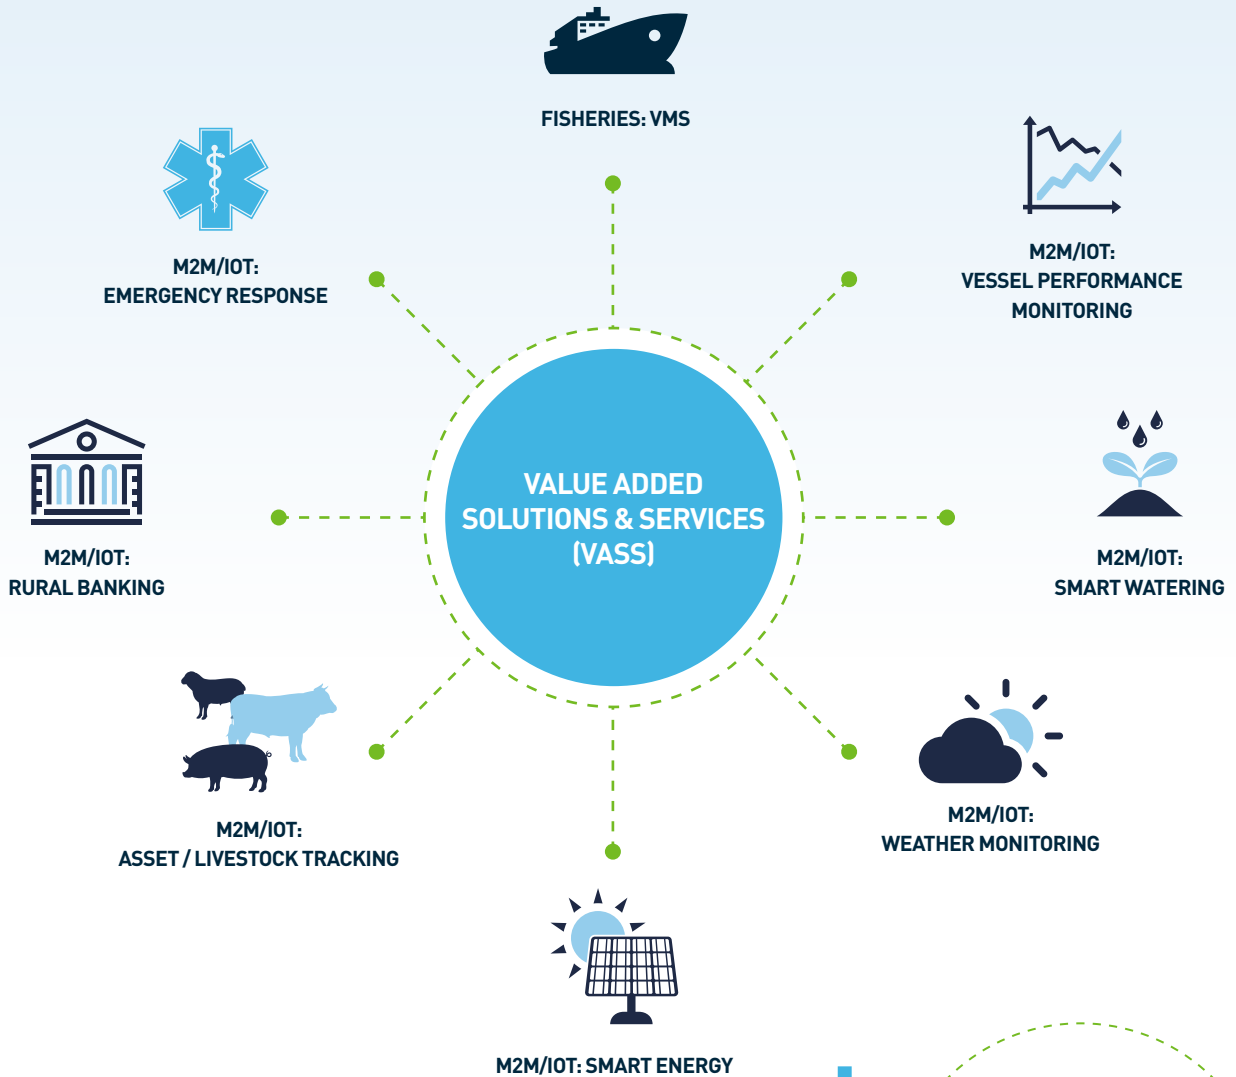 FISHERIES: VMS
M2M/IOT:
EMERGENCY RESPONSE
M2M/IOT:
VESSEL PERFORMANCE
MONITORING
VALUE ADDED
SOLUTIONS & SERVICES
(VASS)
M2M/IOT:
RURAL BANKING
M2M/IOT:
SMART WATERING
M2M/IOT:
ASSET / LIVESTOCK TRACKING
M2M/IOT:
WEATHER MONITORING
M2M/IOT: SMART ENERGY